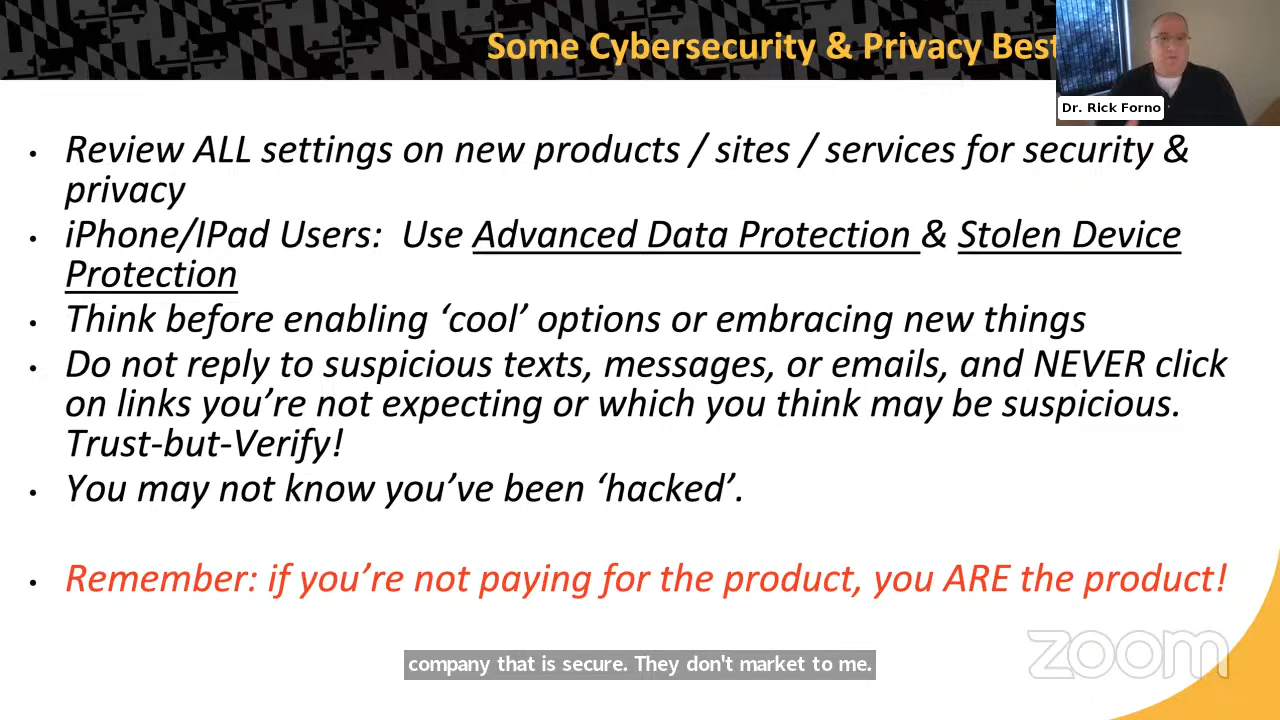 Some Cybersecurity & Privacy Best
Dr. Rick Forno
• Review ALL settings on new products / sites / services for security &
privacy
• iPhone/IPad Users: Use Advanced Data Protection & Stolen Device
Protection
• Think before enabling ‘cool’ options or embracing new things
• Do not reply to suspicious texts, messages, or emails, and NEVER click
on links you’re not expecting or which you think may be suspicious.
Trust-but-Verify!
• You may not know you’ve been ‘hacked’.
• Remember: if you’re not paying for the product, you ARE the product!
company that is secure. They don't market to me.
zoom